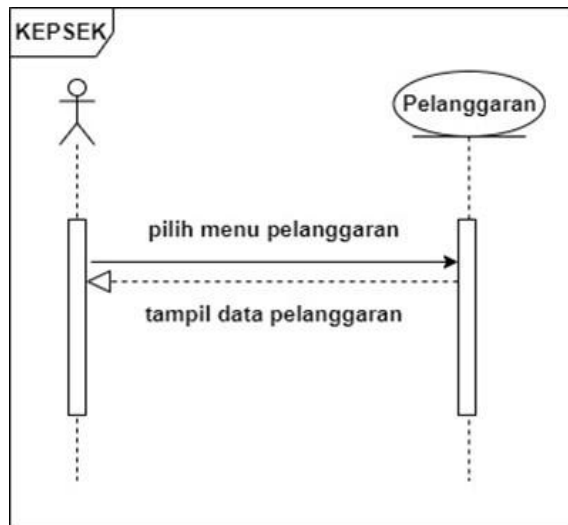 KEPSEK
Pelanggaran
pilih menu pelanggaran
tampil data pelanggaran